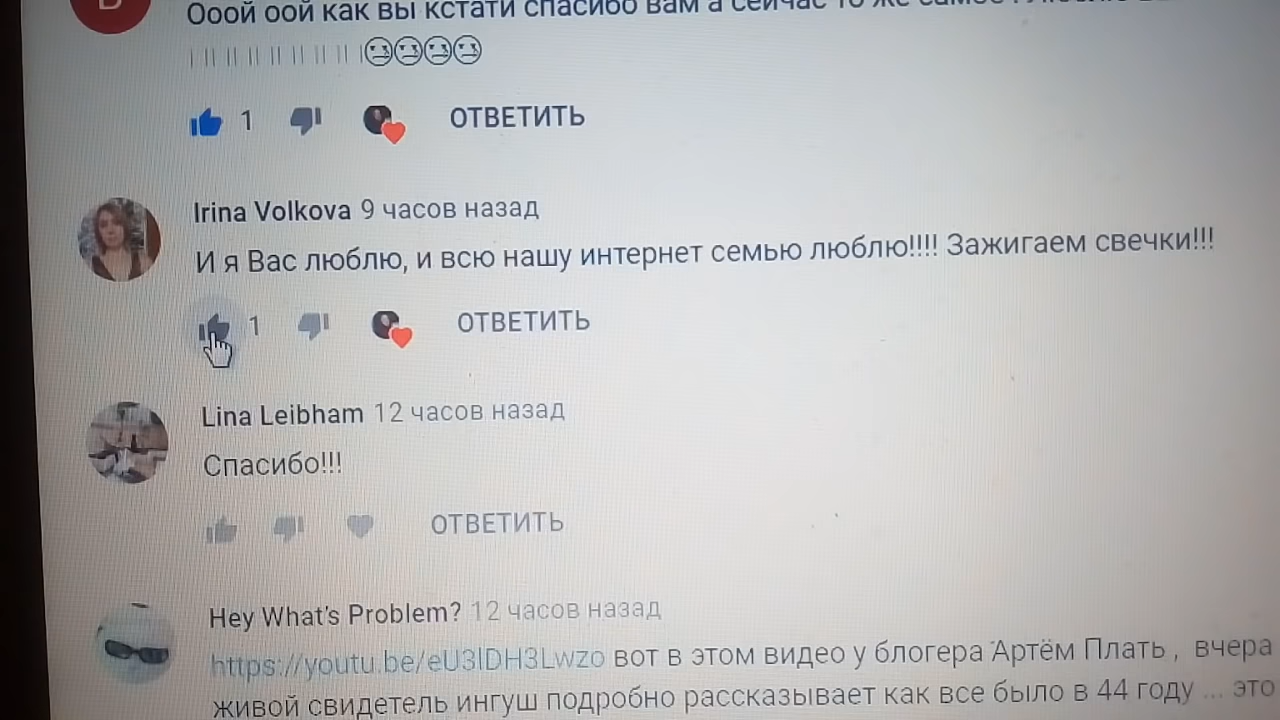 Ооой оой как вы кстати спасибо вам а сейчас то же самое
1
ОТВЕТИТЬ
Irina Volkova 9 часов назад
И я Вас люблю, и всю нашу интернет семью люблю!!!! Зажигаем свечки!!!
1
ОТВЕТИТЬ
Lina Leibham 12 часов назад
Спасибо!!!
ОТВЕТИТЬ
Hey What's Problem? 12 часов назад
https://youtu.be/eU3lDH3Lwzo вот в этом видео у блогера Артём Плать , вчера
живой свидетель ингуш подробно рассказывает как все было в 44 году ... это